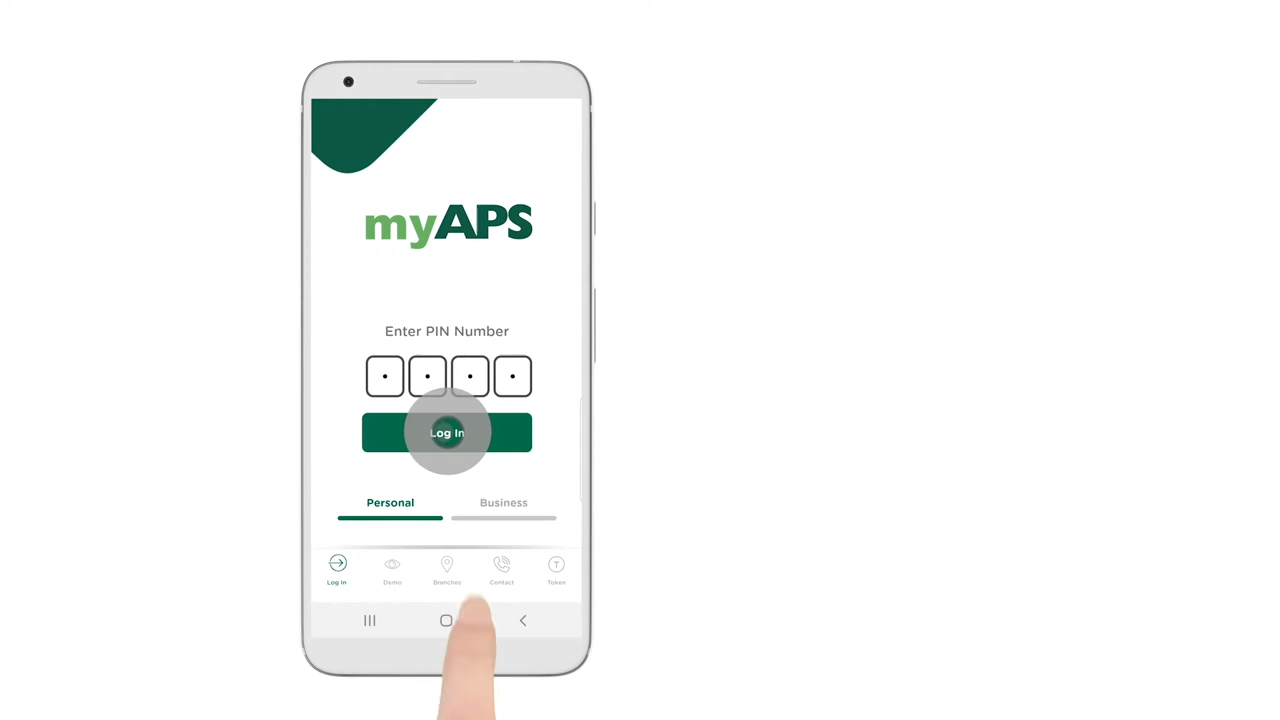 myAPS
Enter PIN Number
Log In
Personal
Business
Log In
Demo
Branches
Contact
T
Token